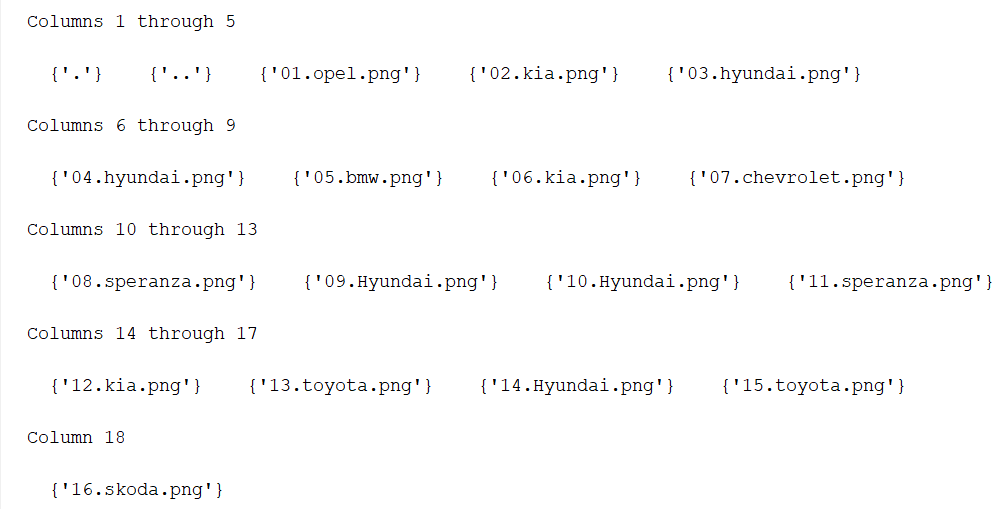 Columns 1 through 5
{'.'} {'..'} {'01.opel.png'} {'02.kia.png'} {'03.hyundai.png'}
Columns 6 through 9
{'04.hyundai.png'} {'05.bmw.png'} {'06.kia.png'} {'07.chevrolet.png'}
Columns 10 through 13
{'08.speranza.png'} {'09.Hyundai.png'} {'10.Hyundai.png'} {'11.speranza.png'}
Columns 14 through 17
{'12.kia.png'} {'13.toyota.png'} {'14.Hyundai.png'} {'15.toyota.png'}
Column 18
{'16.skoda.png'}